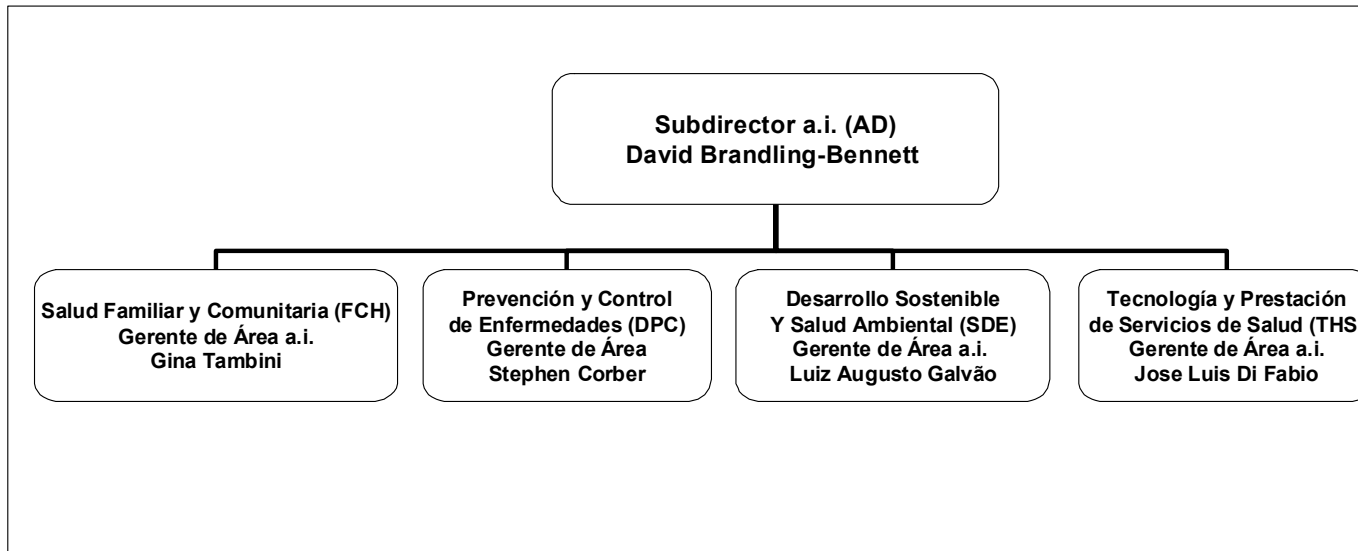 Subdirector a.i. (AD)
David Brandling-Bennett
Salud Familiar y Comunitaria (FCH)
Gerente de Área a.i.
Gina Tambini
Prevención y Control
de Enfermedades (DPC)
Gerente de Área
Stephen Corber
Desarrollo Sostenible
Y Salud Ambiental (SDE)
Gerente de Área a.i.
Luiz Augusto Galvão
Tecnología y Prestación
de Servicios de Salud (THS
Gerente de Área a.i.
Jose Luis Di Fabio